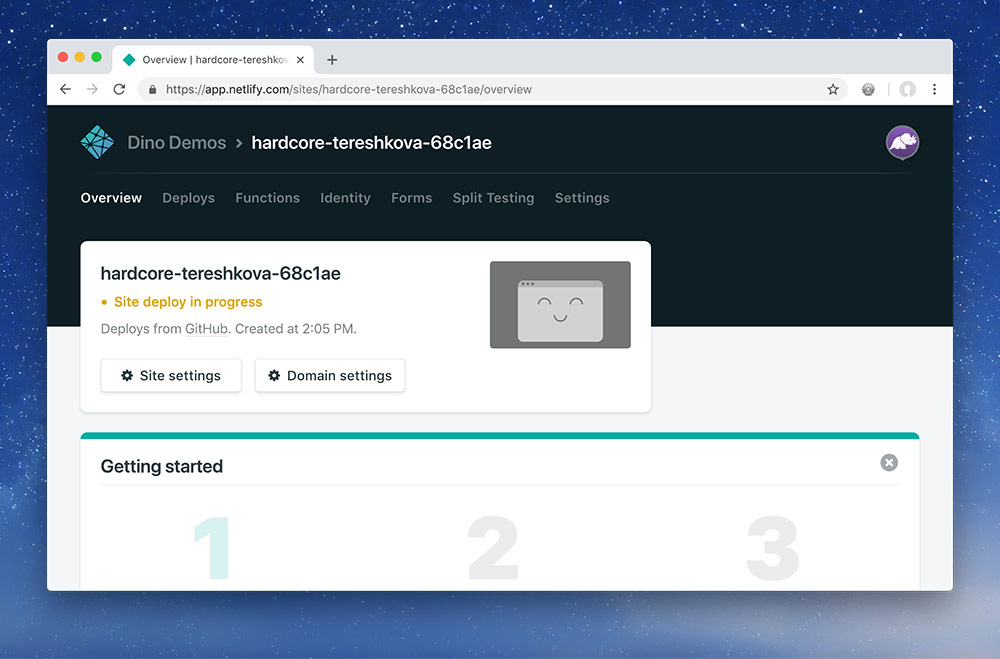 Overview | hardcore-tereshkov
https://app.netlify.com/sites/hardcore-tereshkova-68c1ae/overview
Dino Demos > hardcore-tereshkova-68c1ae
Overview Deploys Functions Identity Forms Split Testing Settings
hardcore-tereshkova-68c1ae
• Site deploy in progress
Deploys from GitHub. Created at 2:05 PM.
Site settings Domain settings
Getting started
1 2 3